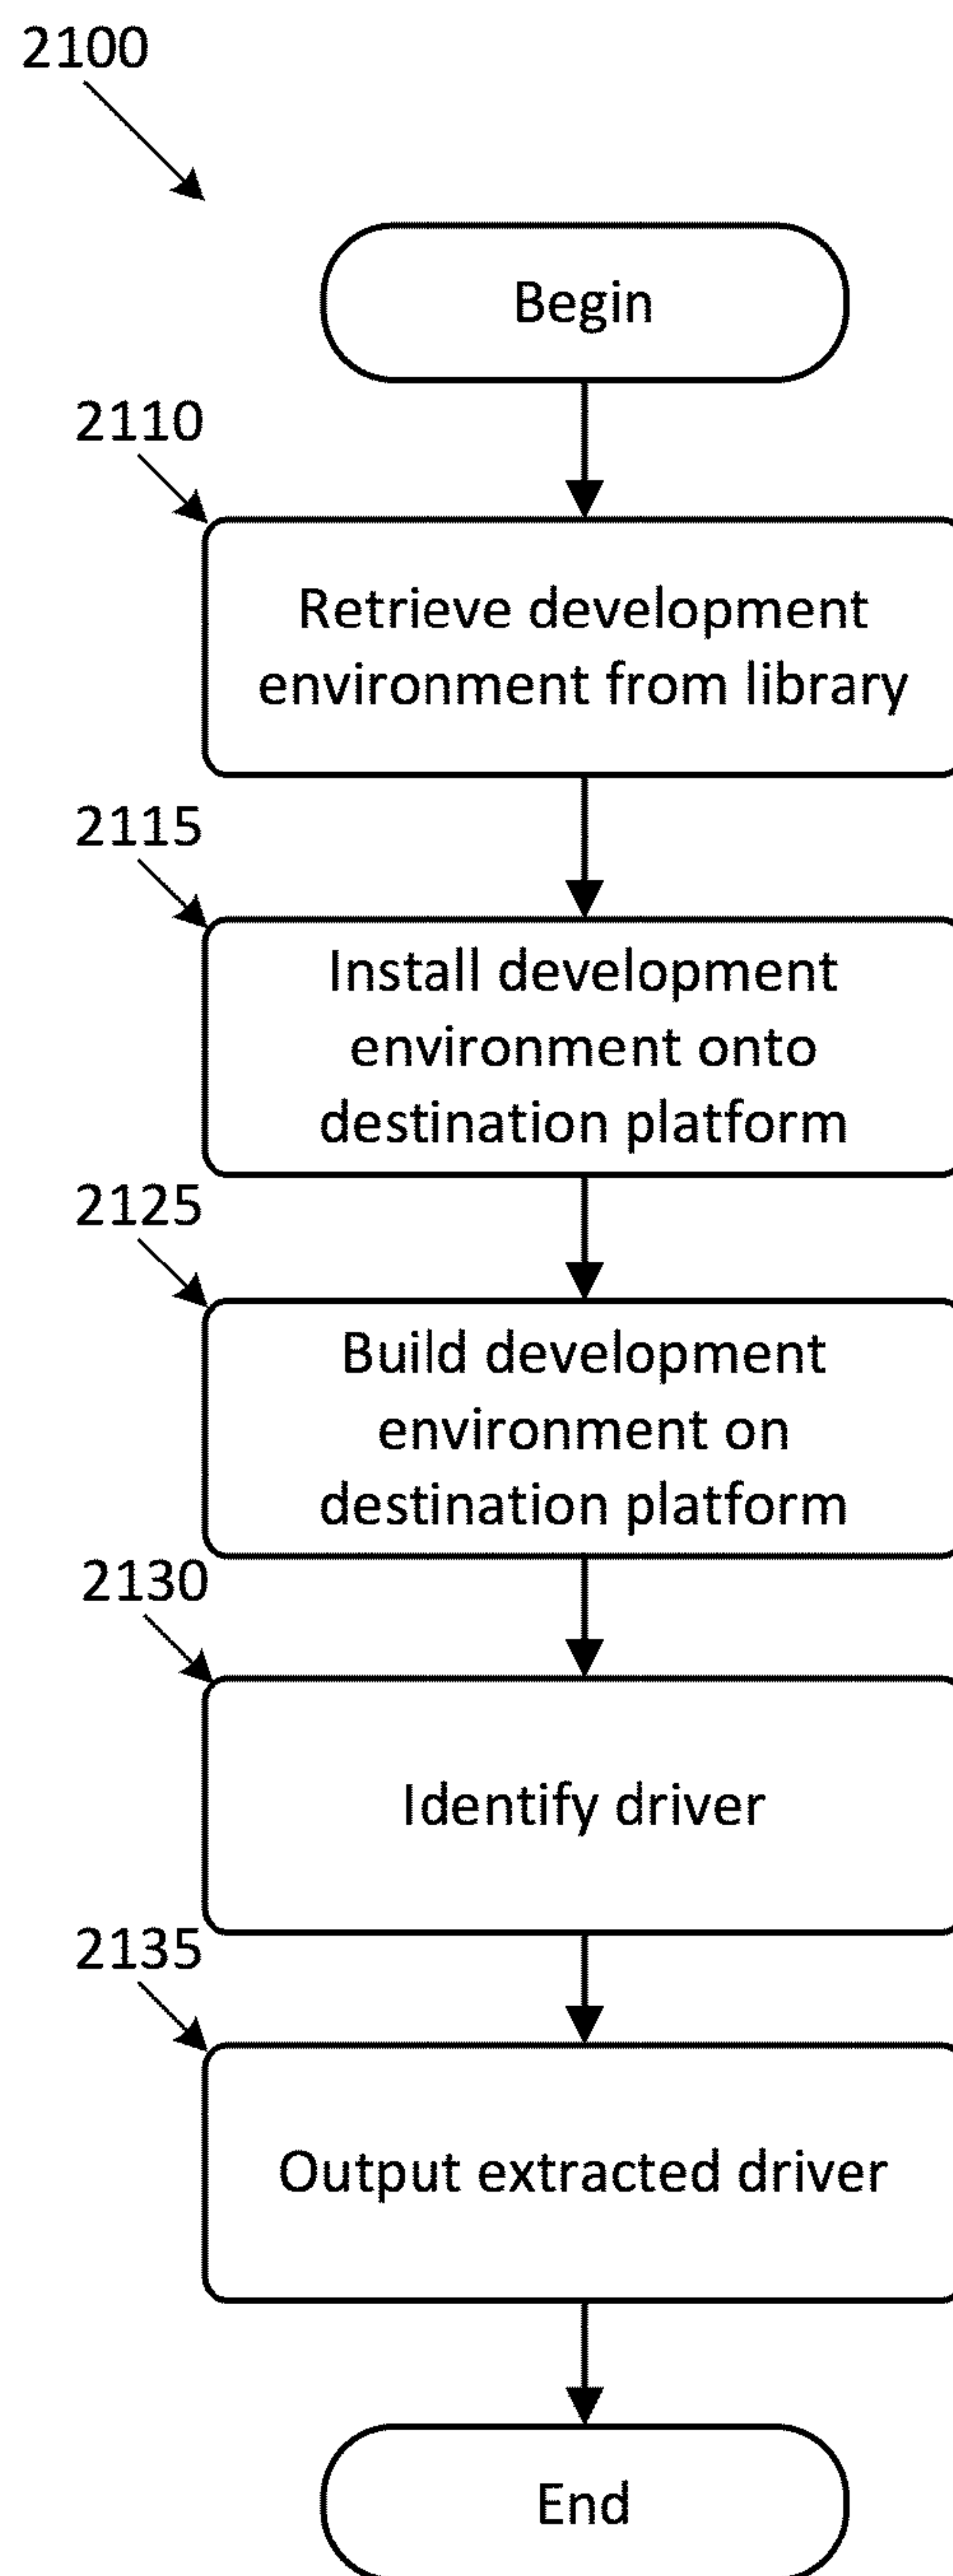 2100
Begin
2110
Retrieve development
environment from library
2115
Install development
environment onto
destination platform
2125
Build development
environment on
destination platform
2130
Identify driver
2135
Output extracted driver
End